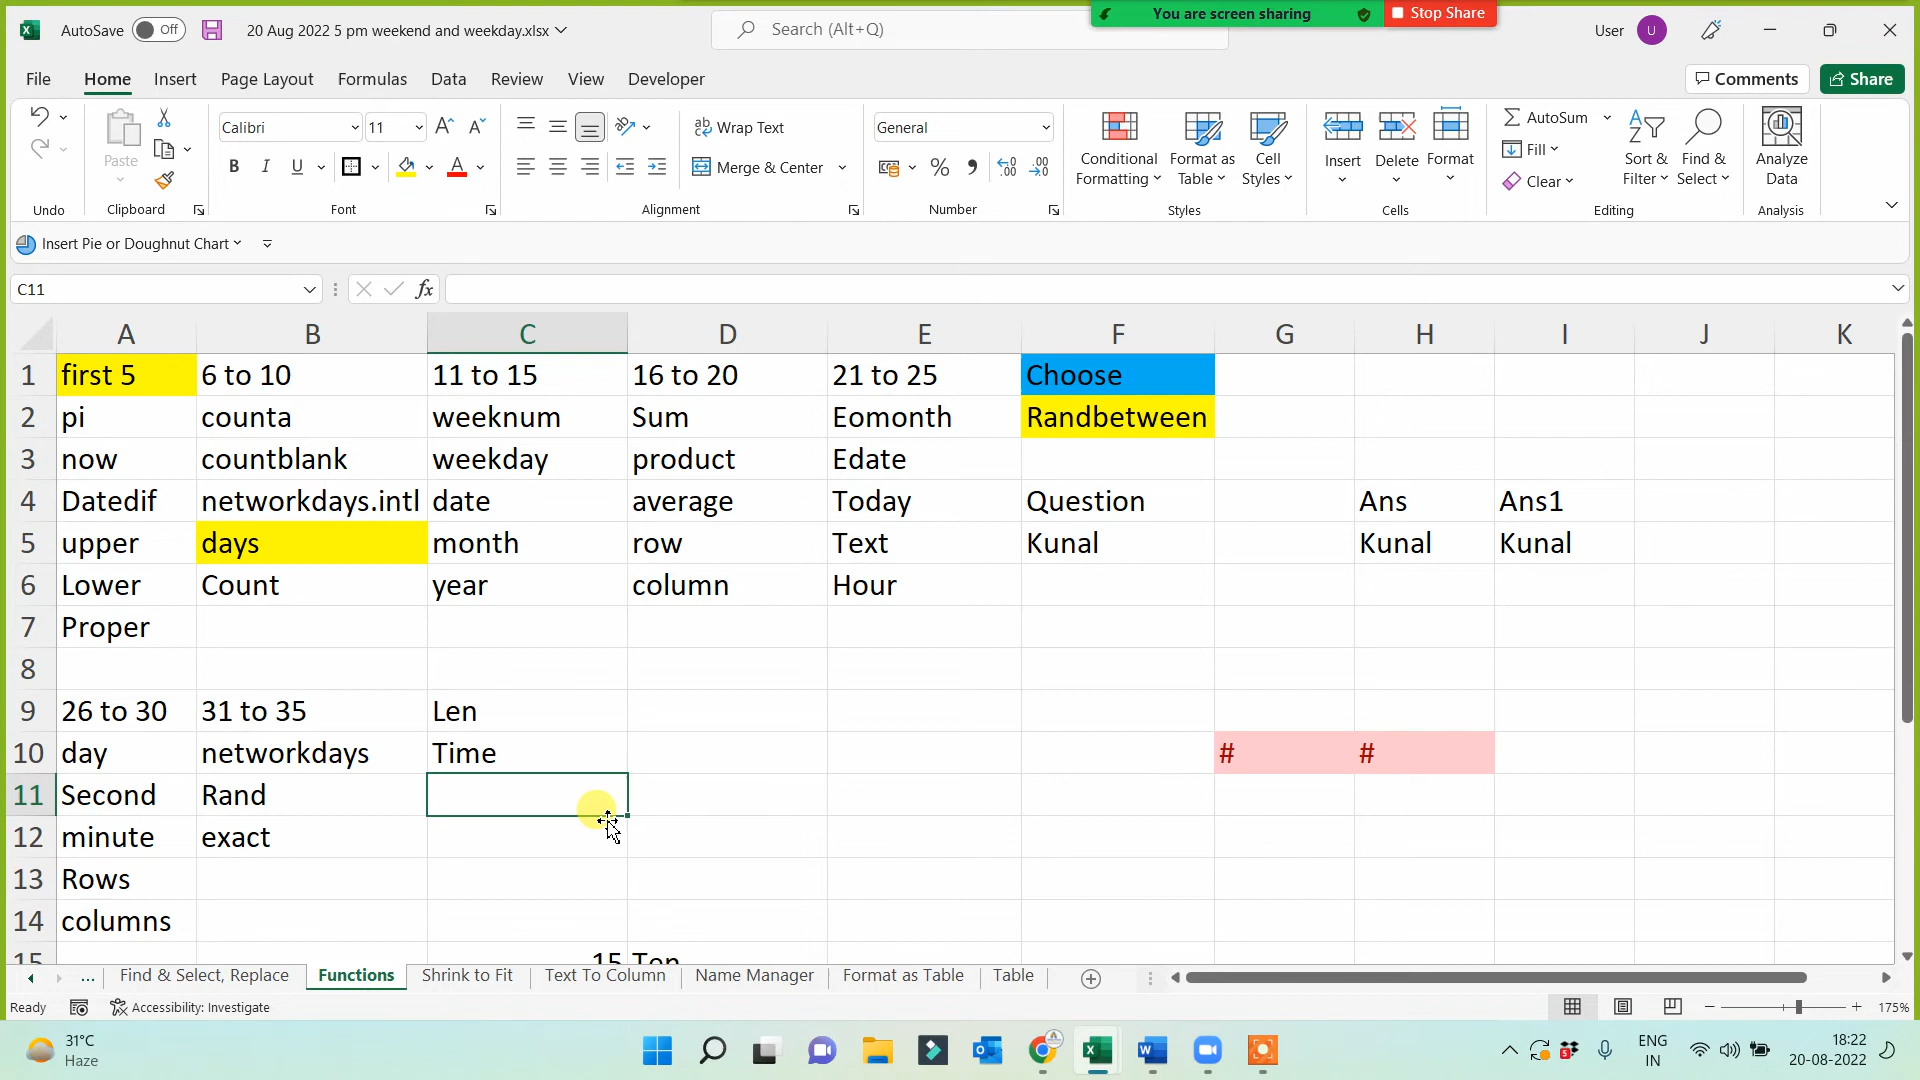 You are screen sharing
Stop Share
AutoSave Off
20 Aug 2022 5 pm weekend and weekday.xlsx
Search (Alt+Q)
User U
File Home Insert Page Layout Formulas Data Review View Developer
Comments
Share
Paste
Calibri 11
Wrap Text
Merge & Center
General
Conditional Formatting
Format as Table
Cell Styles
Insert
Delete
Format
AutoSum
Fill
Clear
Sort & Filter
Find & Select
Analyze Data
Undo Clipboard Font Alignment Number Styles Cells Editing Analysis
Insert Pie or Doughnut Chart
C11 fx
A B C D E F G H I J K
1 first 5 6 to 10 11 to 15 16 to 20 21 to 25 Choose
2 pi counta weeknum Sum Eomonth Randbetween
3 now countblank weekday product Edate
4 Datedif networkdays.intl date average Today Question Ans Ans1
5 upper days month row Text Kunal Kunal Kunal
6 Lower Count year column Hour
7 Proper
8
9 26 to 30 31 to 35 Len
10 day networkdays Time # #
11 Second Rand
12 minute exact
13 Rows
14 columns
15 15 Ten
... Find & Select, Replace Functions Shrink to Fit Text To Column Name Manager Format as Table Table
Ready Accessibility: Investigate 175%
31°C
Haze
ENG
IN
18:22
20-08-2022